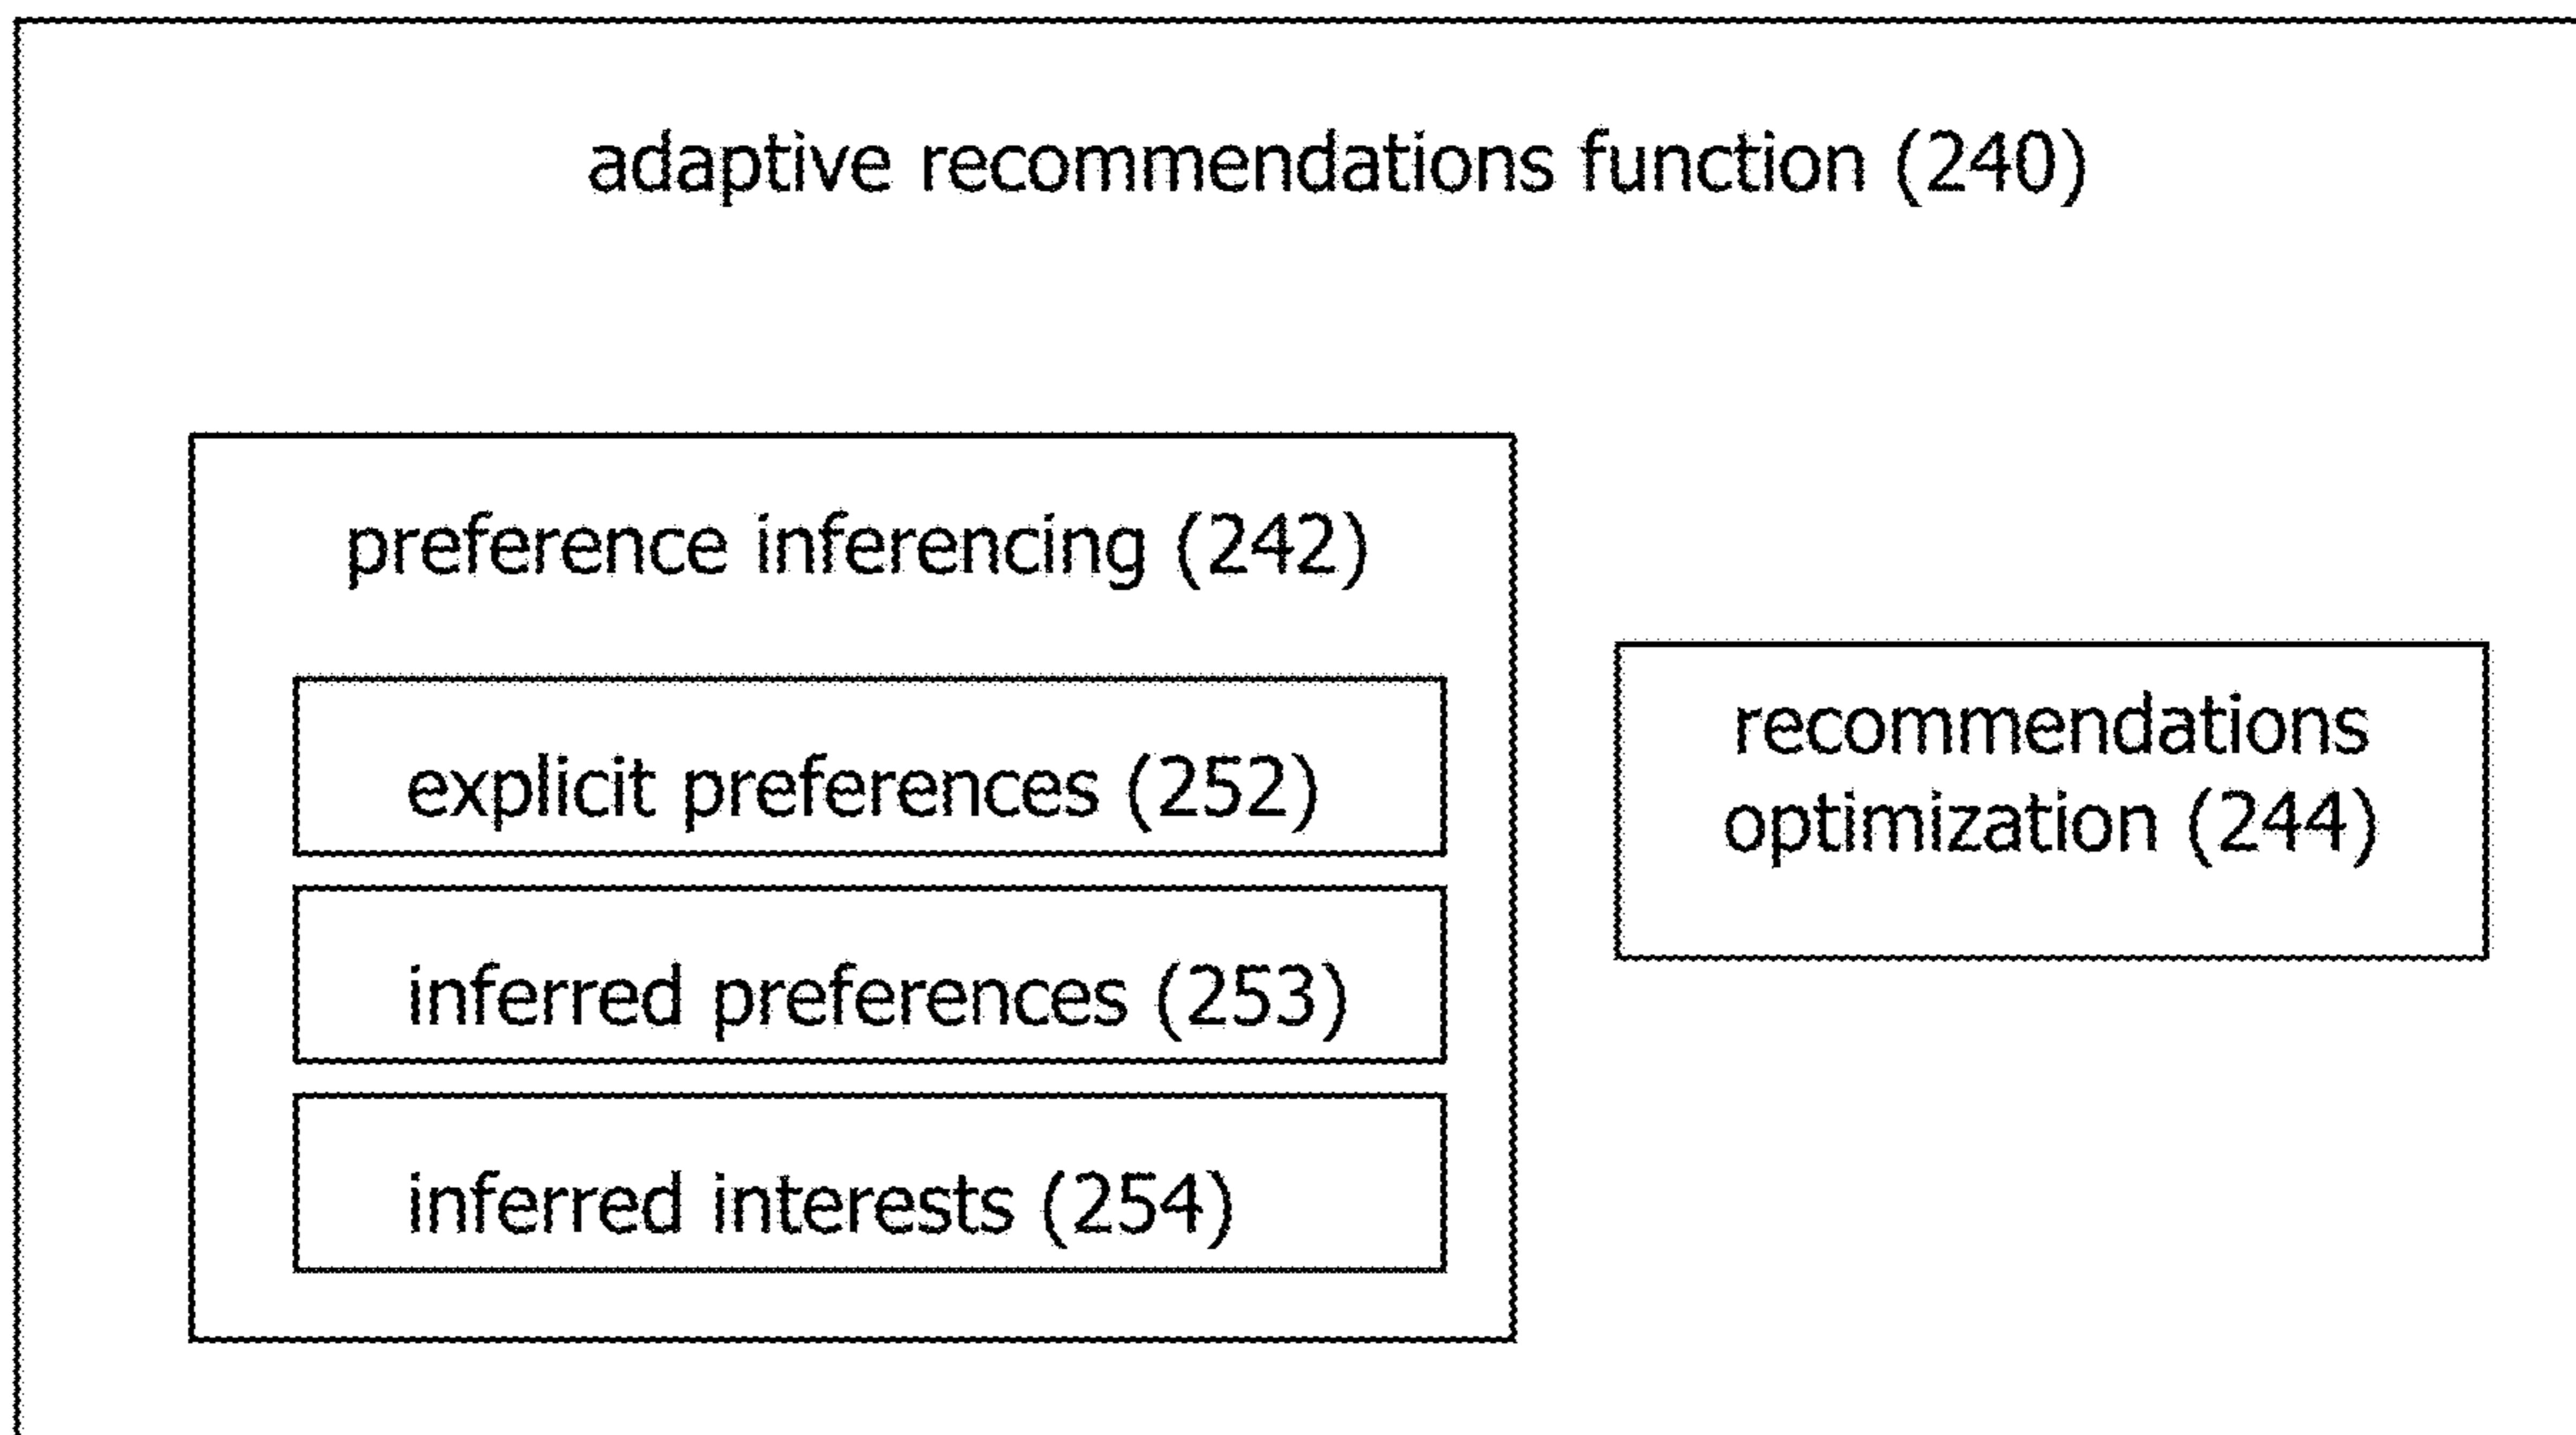 adaptive recommendations function (240)
preference inferencing (242)
explicit preferences (252)
inferred preferences (253)
inferred interests (254)
recommendations
optimization (244)